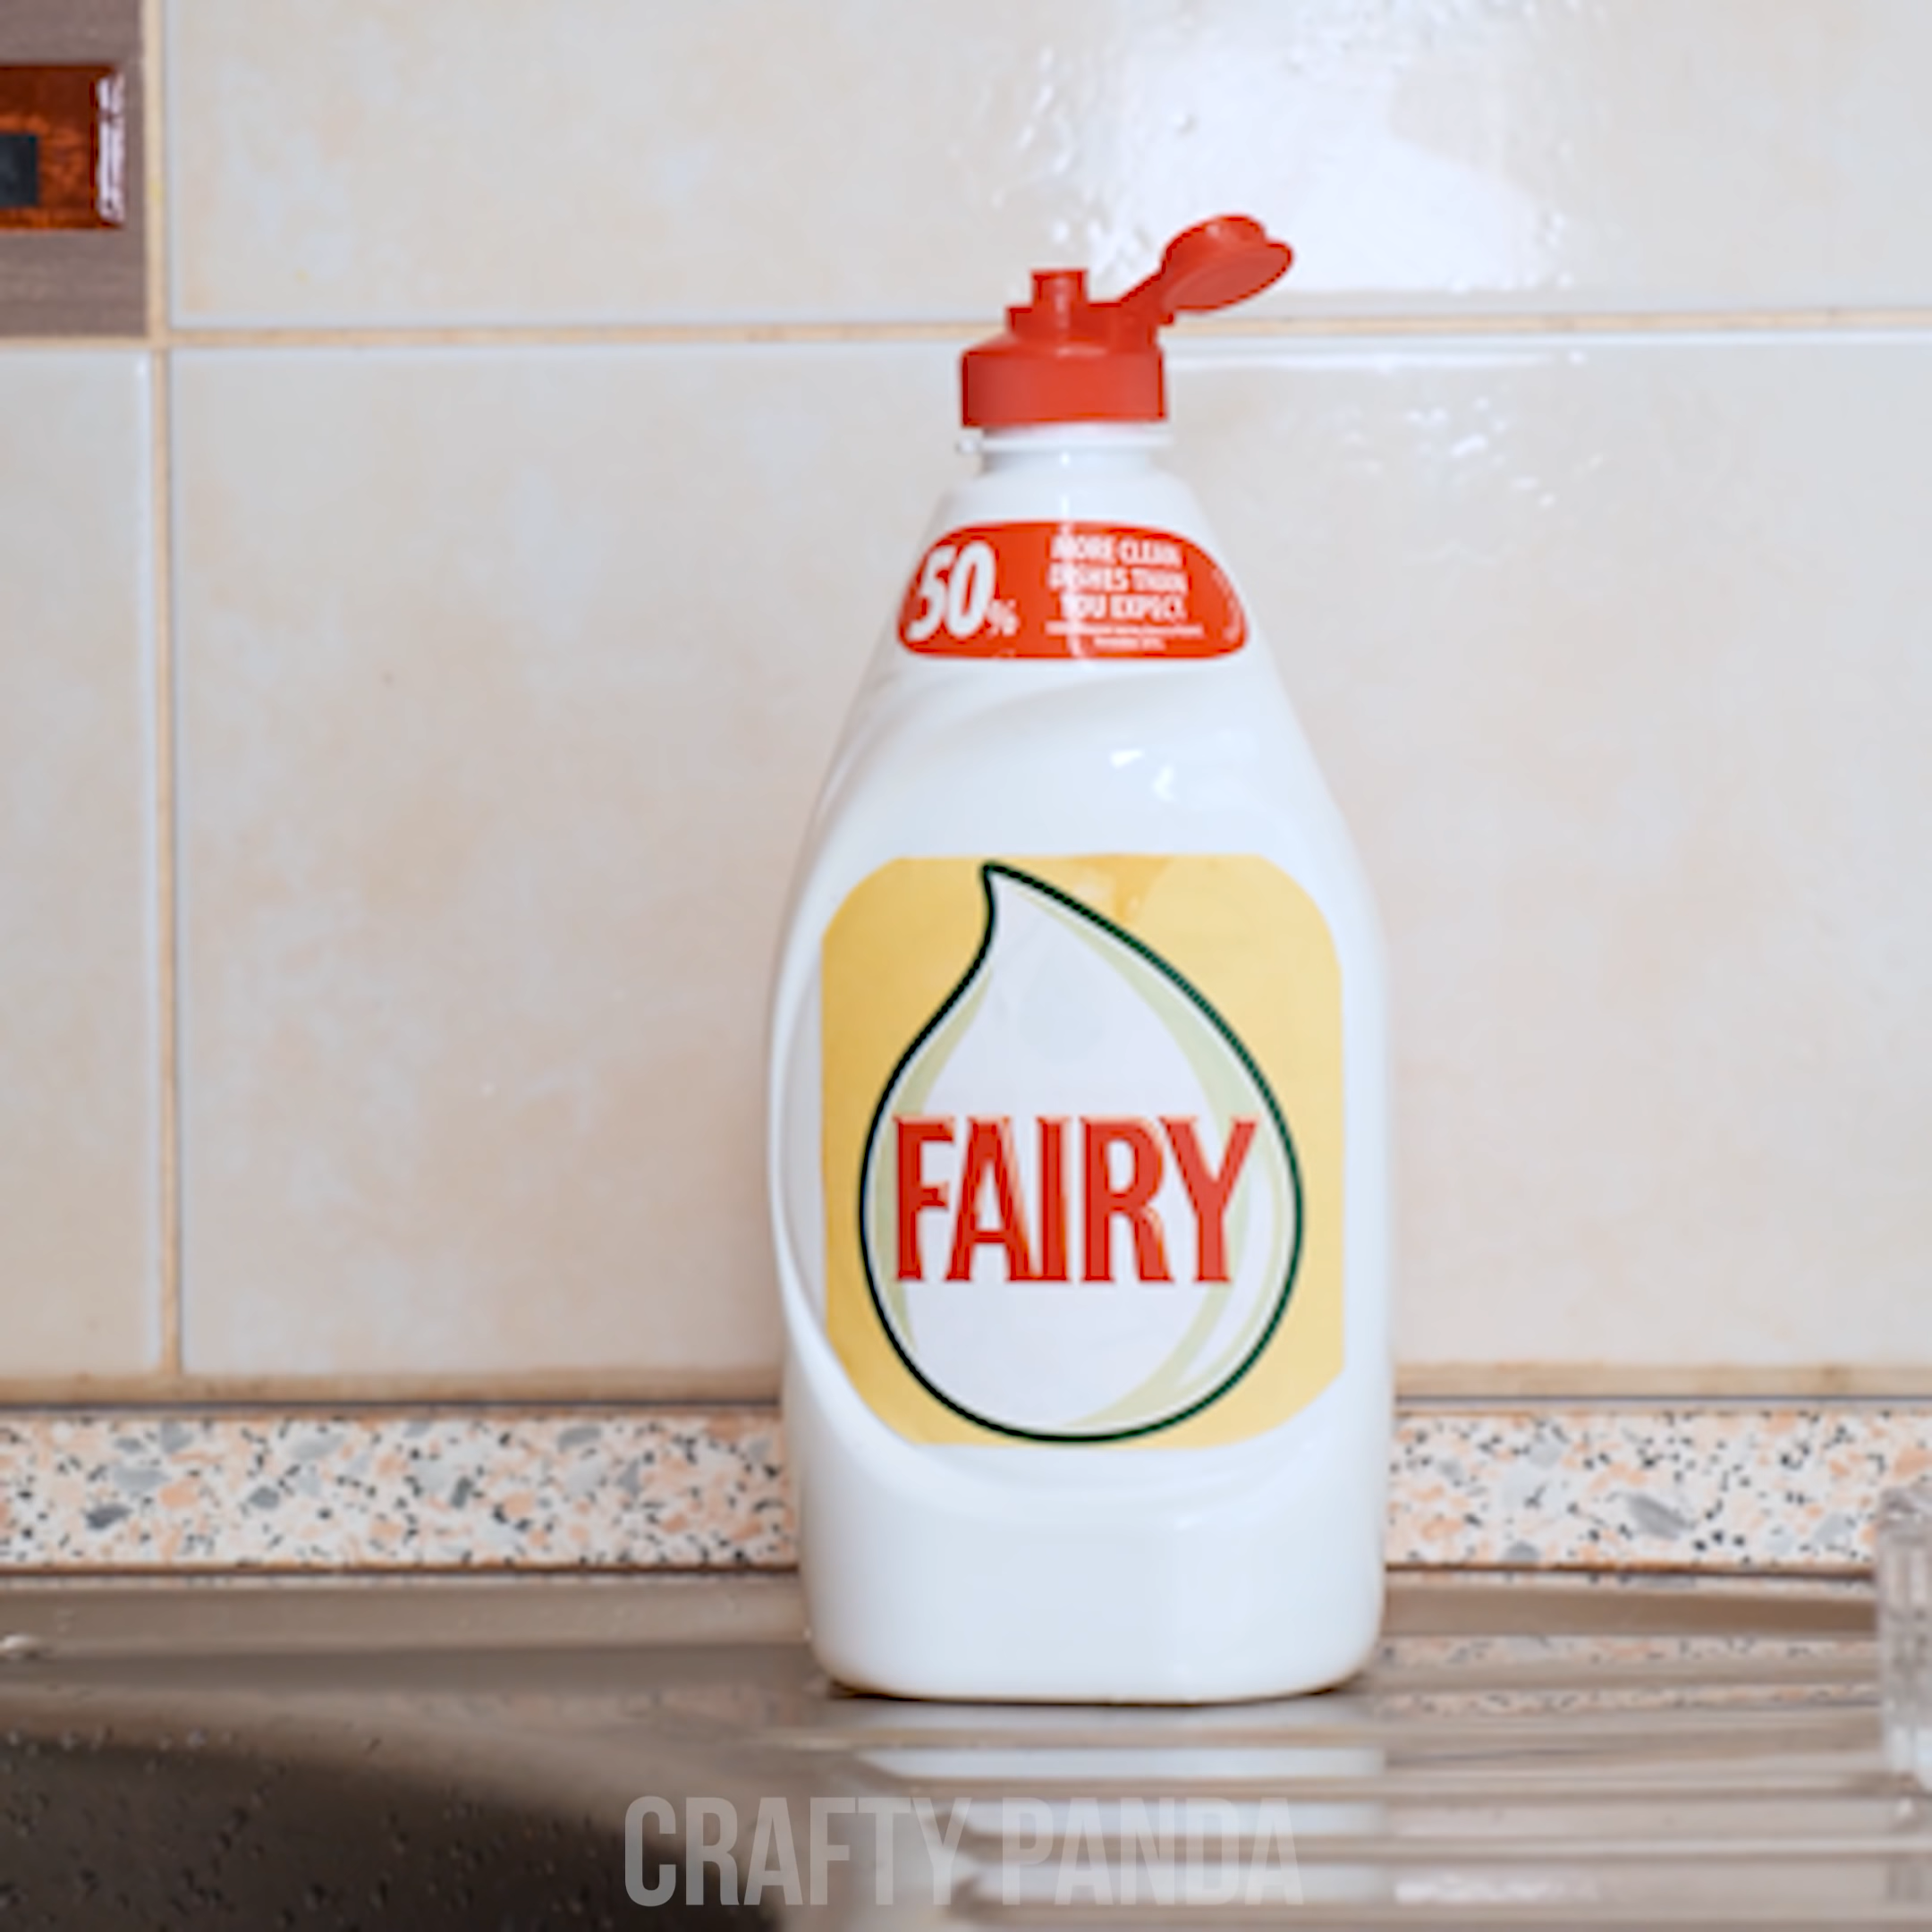 50%
MORE CLEAN
DISHES THAN
YOU EXPECT.
FAIRY
CRAFTY PANDA